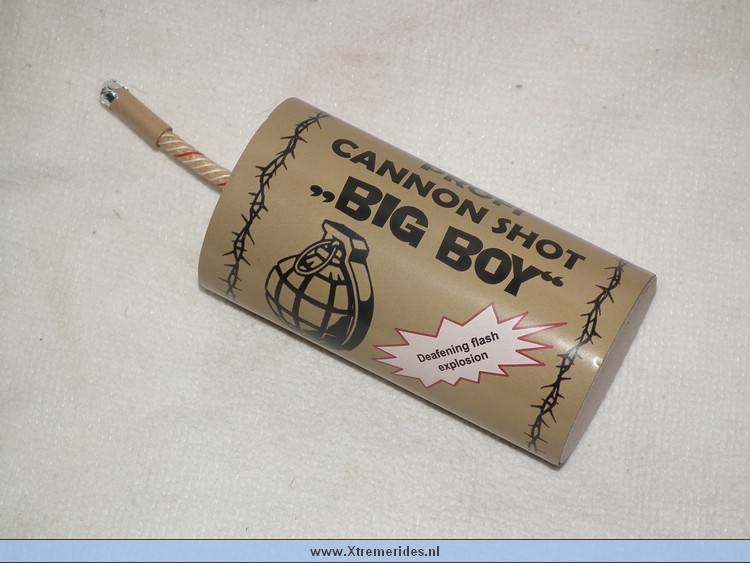 CANNON SHOT
„BIG BOY“
Deafening flash
explosion
www.Xtremerides.nl